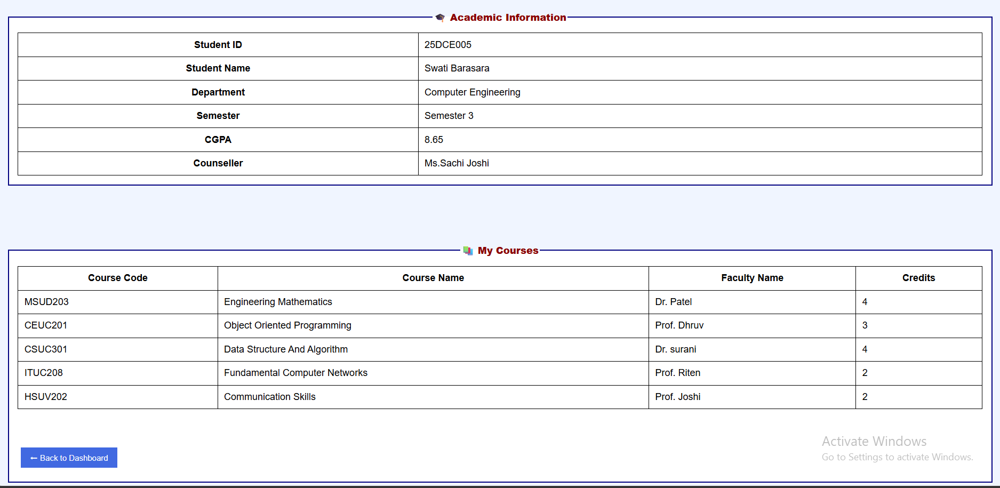 🎓 Academic Information
Student ID 25DCE005
Student Name Swati Barasara
Department Computer Engineering
Semester Semester 3
CGPA 8.65
Counseller Ms.Sachi Joshi
📚 My Courses
Course Code Course Name Faculty Name Credits
MSUD203 Engineering Mathematics Dr. Patel 4
CEUC201 Object Oriented Programming Prof. Dhruv 3
CSUC301 Data Structure And Algorithm Dr. surani 4
ITUC208 Fundamental Computer Networks Prof. Riten 2
HSUV202 Communication Skills Prof. Joshi 2
Activate Windows
Go to Settings to activate Windows.
← Back to Dashboard